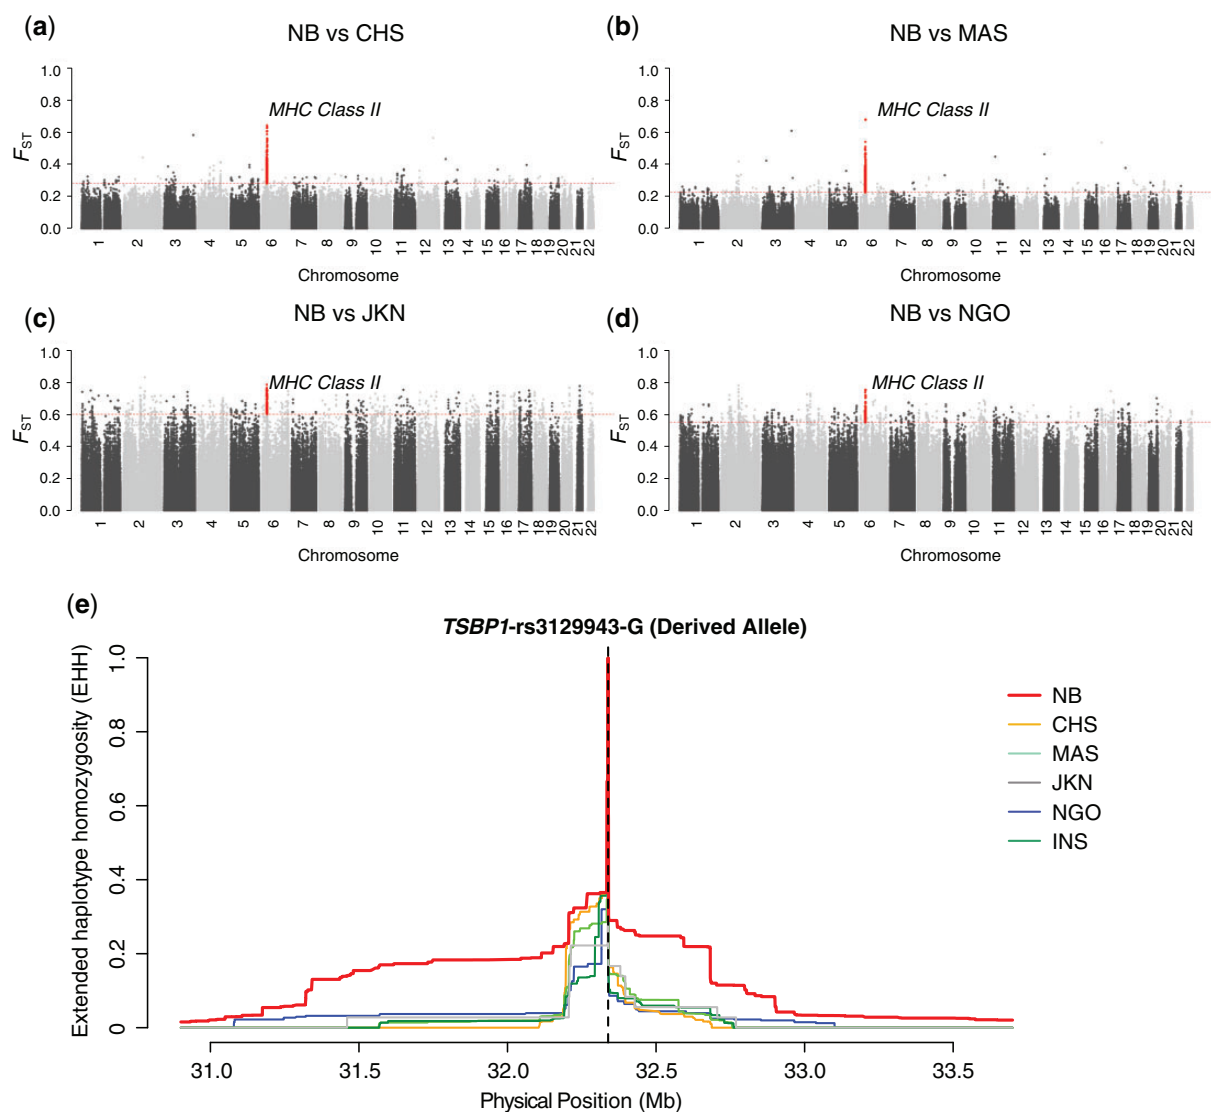 (a)
NB vs CHS
1.0
0.8
0.6
0.4
0.2
0.0
FST
MHC Class II
1 2 3 4 5 6 7 8 9 10 11 12 13 14 15 16 17 18 19 20 21 22
Chromosome
(b)
NB vs MAS
1.0
0.8
0.6
0.4
0.2
0.0
FST
MHC Class II
1 2 3 4 5 6 7 8 9 10 11 12 13 14 15 16 17 18 19 20 21 22
Chromosome
(c)
NB vs JKN
1.0
0.8
0.6
0.4
0.2
0.0
FST
MHC Class II
1 2 3 4 5 6 7 8 9 10 11 12 13 14 15 16 17 18 19 20 21 22
Chromosome
(d)
NB vs NGO
1.0
0.8
0.6
0.4
0.2
0.0
FST
MHC Class II
1 2 3 4 5 6 7 8 9 10 11 12 13 14 15 16 17 18 19 20 21 22
Chromosome
(e)
TSBP1-rs3129943-G (Derived Allele)
Extended haplotype homozygosity (EHH)
1.0
0.8
0.6
0.4
0.2
0
NB
CHS
MAS
JKN
NGO
INS
31.0 31.5 32.0 32.5 33.0 33.5
Physical Position (Mb)